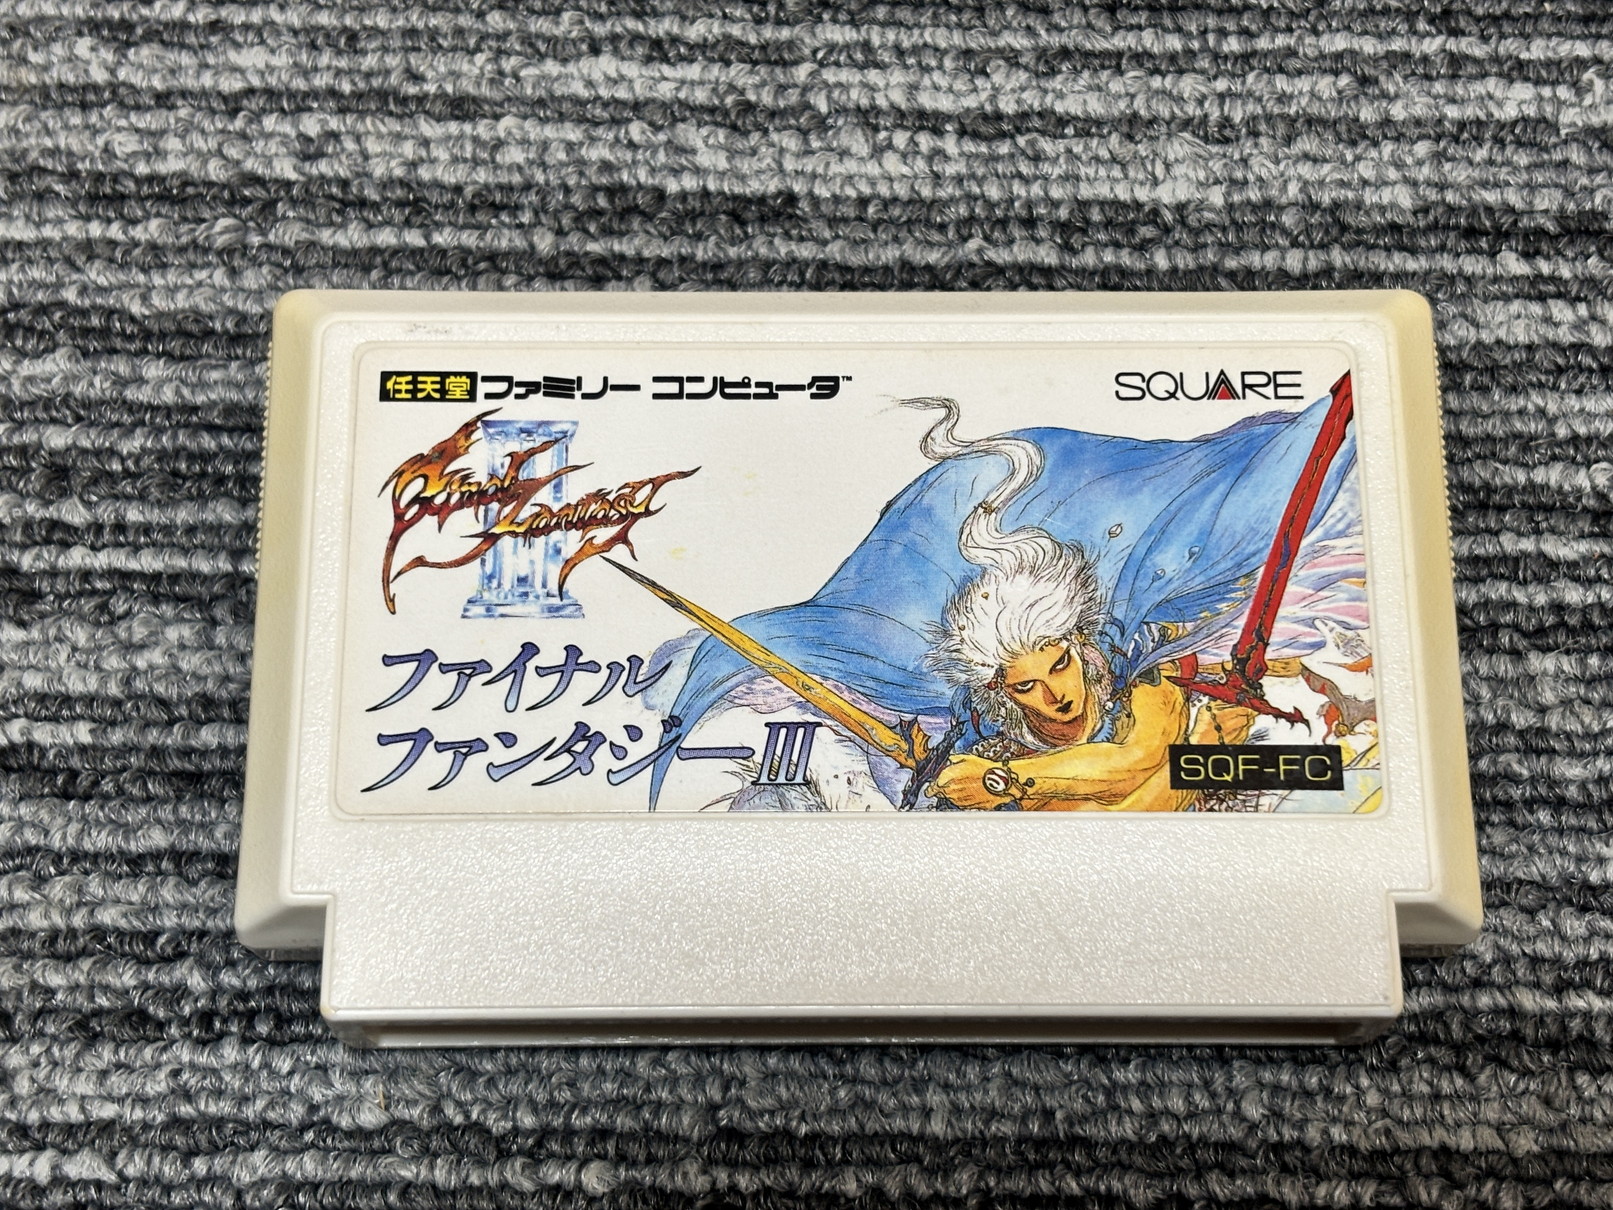 任天堂 ファミリー コンピュータ™
SQUARE
Final Fantasy
III
ファイナル
ファンタジーIII
SQF-FC